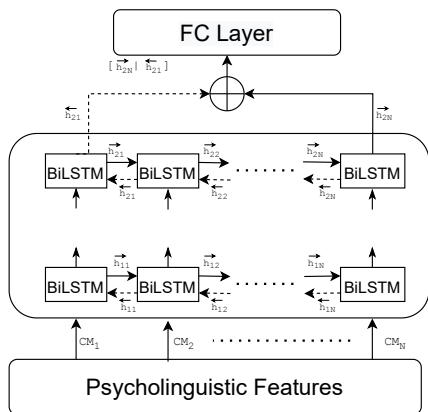 FC Layer
[h₂N| h₂₁]
h₂₁ h₂N
h₂₁ h₂₂ h₂N
BiLSTM BiLSTM BiLSTM
h₂₁ h₂₂ h₂N
h₁₁ h₁₂ h₁N
BiLSTM BiLSTM BiLSTM
h₁₁ h₁₂ h₁N
CM₁ CM₂ CMN
Psycholinguistic Features